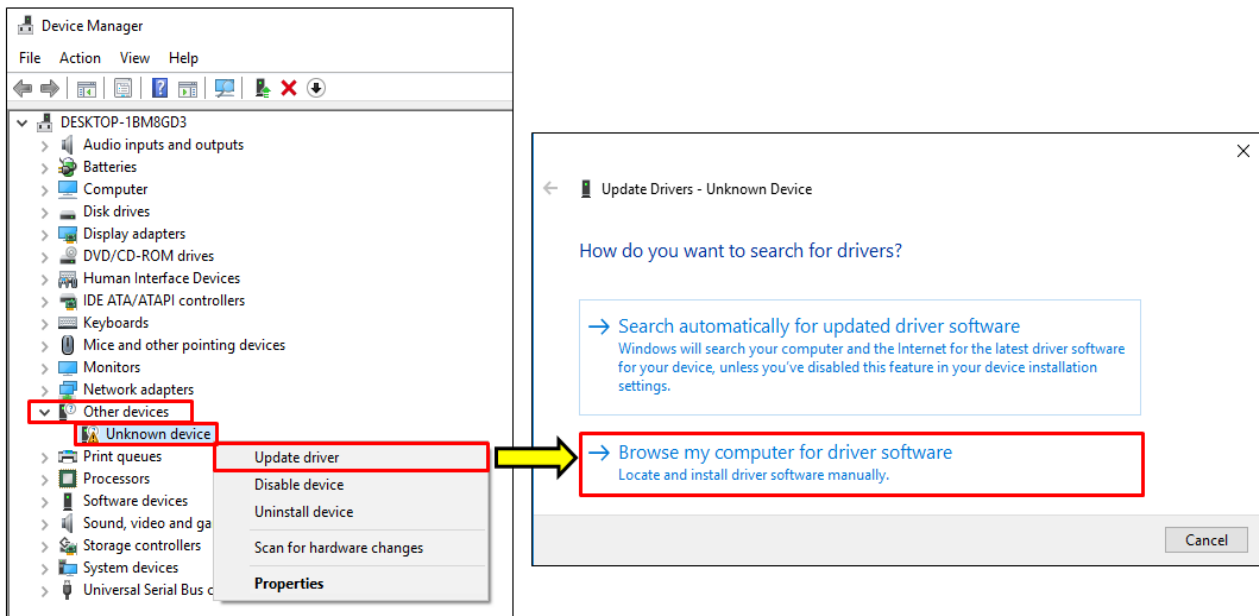 Device Manager
File Action View Help
DESKTOP-1BM8GD3
Audio inputs and outputs
Batteries
Computer
Disk drives
Display adapters
DVD/CD-ROM drives
Human Interface Devices
IDE ATA/ATAPI controllers
Keyboards
Mice and other pointing devices
Monitors
Network adapters
Other devices
Unknown device
Print queues
Processors
Software devices
Sound, video and ga
Storage controllers
System devices
Universal Serial Bus c
Update driver
Disable device
Uninstall device
Scan for hardware changes
Properties
Update Drivers - Unknown Device
How do you want to search for drivers?
Search automatically for updated driver software
Windows will search your computer and the Internet for the latest driver software
for your device, unless you've disabled this feature in your device installation
settings.
Browse my computer for driver software
Locate and install driver software manually.
Cancel